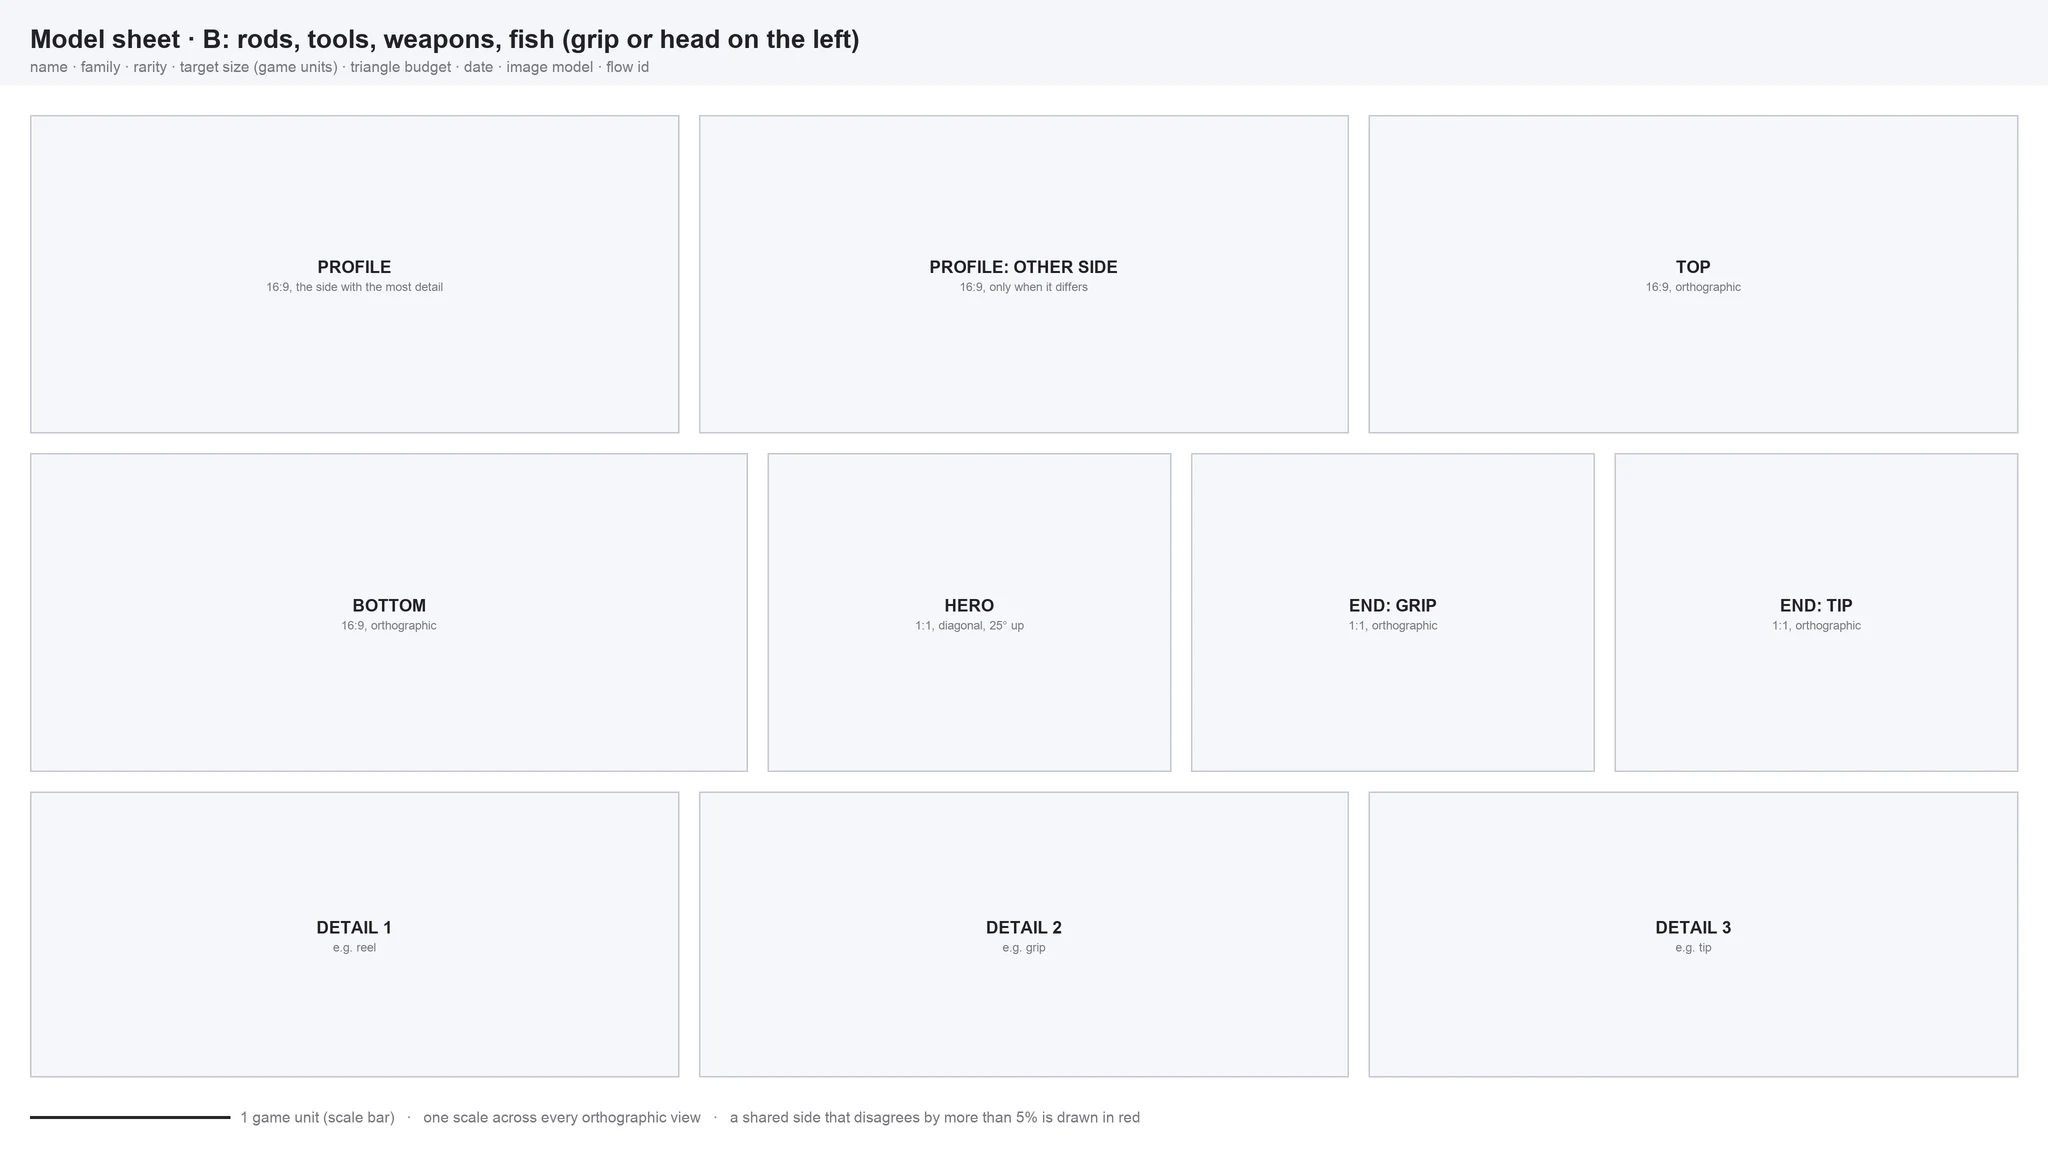 Model sheet · B: rods, tools, weapons, fish (grip or head on the left)
name · family · rarity · target size (game units) · triangle budget · date · image model · flow id
PROFILE
16:9, the side with the most detail
PROFILE: OTHER SIDE
16:9, only when it differs
TOP
16:9, orthographic
BOTTOM
16:9, orthographic
HERO
1:1, diagonal, 25° up
END: GRIP
1:1, orthographic
END: TIP
1:1, orthographic
DETAIL 1
e.g. reel
DETAIL 2
e.g. grip
DETAIL 3
e.g. tip
1 game unit (scale bar) · one scale across every orthographic view · a shared side that disagrees by more than 5% is drawn in red